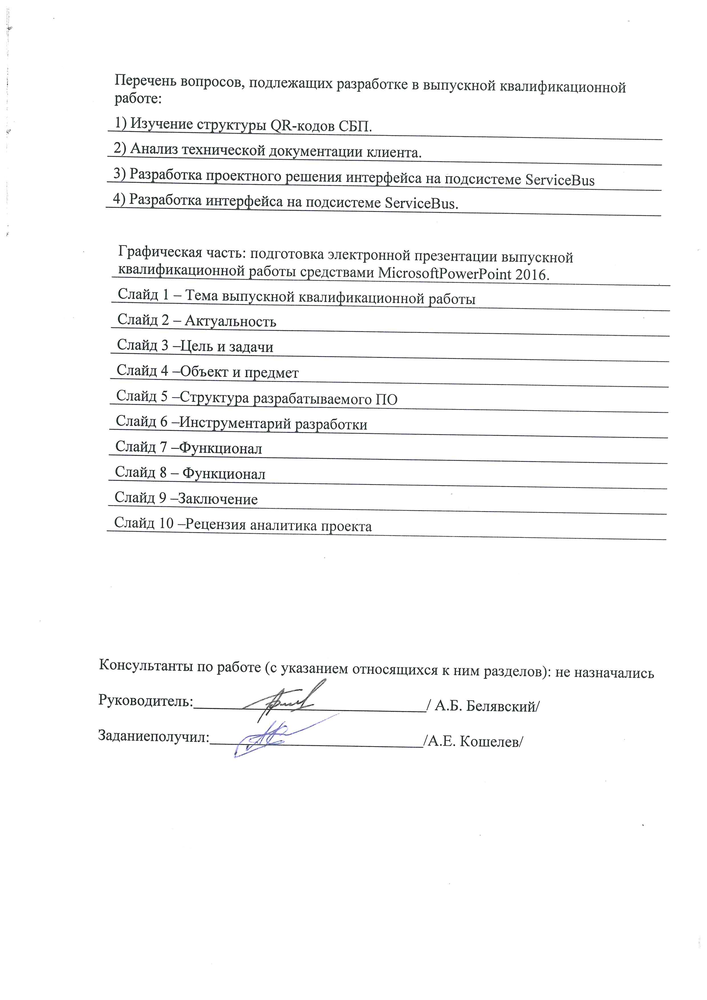 Перечень вопросов, подлежащих разработке в выпускной квалификационной
работе:
1) Изучение структуры QR-кодов СБП.
2) Анализ технической документации клиента.
3) Разработка проектного решения интерфейса на подсистеме ServiceBus
4) Разработка интерфейса на подсистеме ServiceBus.
Графическая часть: подготовка электронной презентации выпускной
квалификационной работы средствами MicrosoftPowerPoint 2016.
Слайд 1 – Тема выпускной квалификационной работы
Слайд 2 – Актуальность
Слайд 3 –Цель и задачи
Слайд 4 –Объект и предмет
Слайд 5 –Структура разрабатываемого ПО
Слайд 6 –Инструментарий разработки
Слайд 7 –Функционал
Слайд 8 – Функционал
Слайд 9 –Заключение
Слайд 10 –Рецензия аналитика проекта
Консультанты по работе (с указанием относящихся к ним разделов): не назначались
Руководитель:/ А.Б. Белявский/
Заданиеполучил:/А.Е. Кошелев/